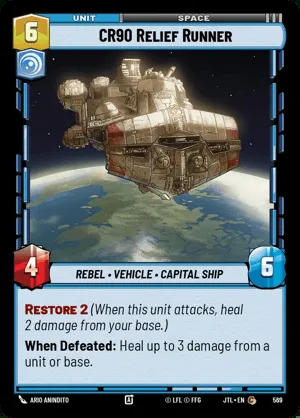 6
UNIT
SPACE
CR90 RELIEF RUNNER
4
6
REBEL • VEHICLE • CAPITAL SHIP
RESTORE 2 (When this unit attacks, heal
2 damage from your base.)
When Defeated: Heal up to 3 damage from a
unit or base.
ARIO ANINDITO
© LFL © FFG
JTL • EN
C
569